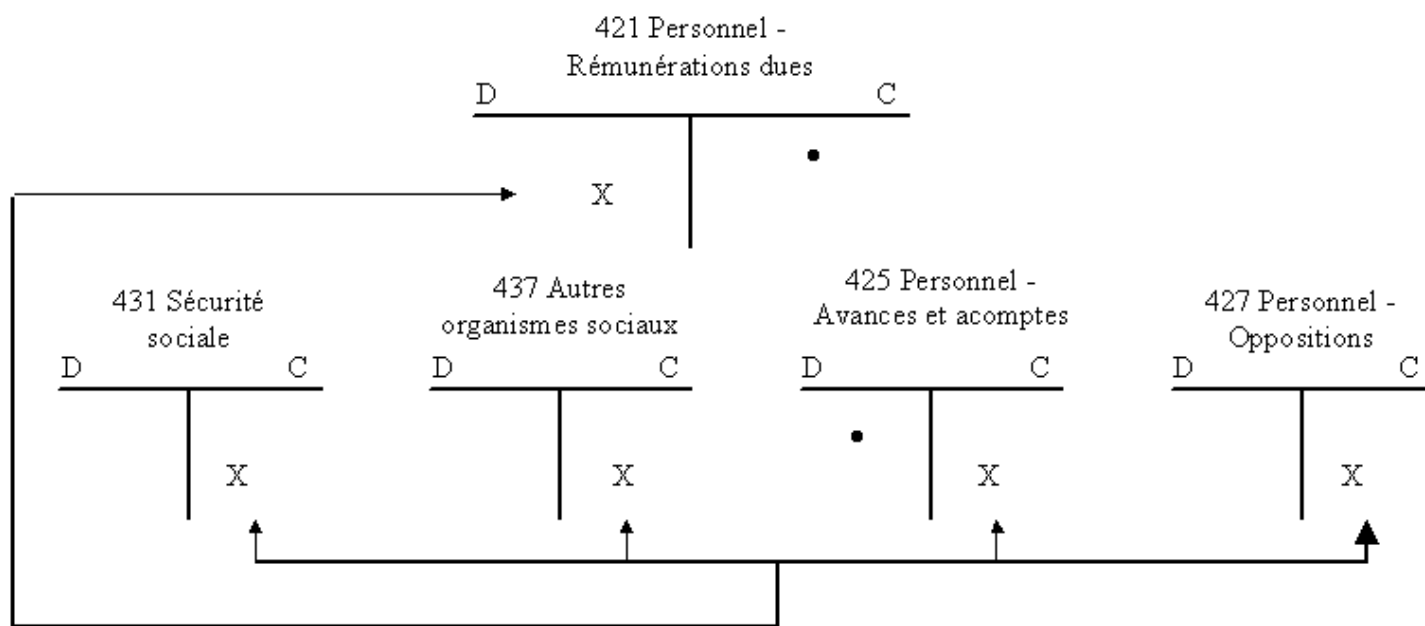 421 Personnel -
Rémunérations dues
D C
X
431 Sécurité
sociale
D C
X
437 Autres
organismes sociaux
D C
X
425 Personnel -
Avances et acomptes
D C
X
427 Personnel -
Oppositions
D C
X